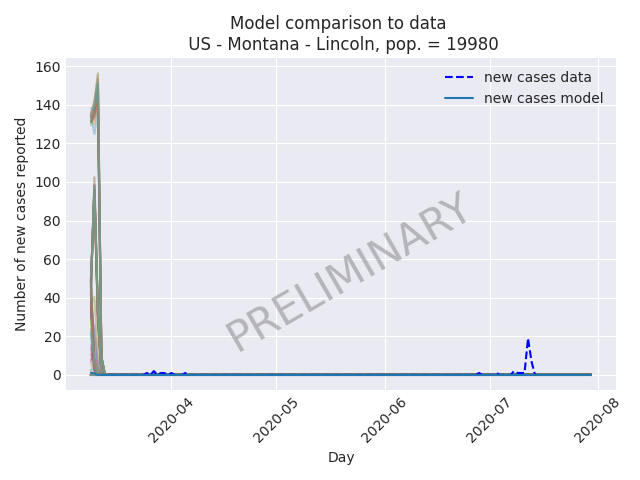 Model comparison to data
US - Montana - Lincoln, pop. = 19980
160
140
120
100
80
60
40
20
0
Number of new cases reported
new cases data
new cases model
PRELIMINARY
2020-04
2020-05
2020-06
2020-07
2020-08
Day